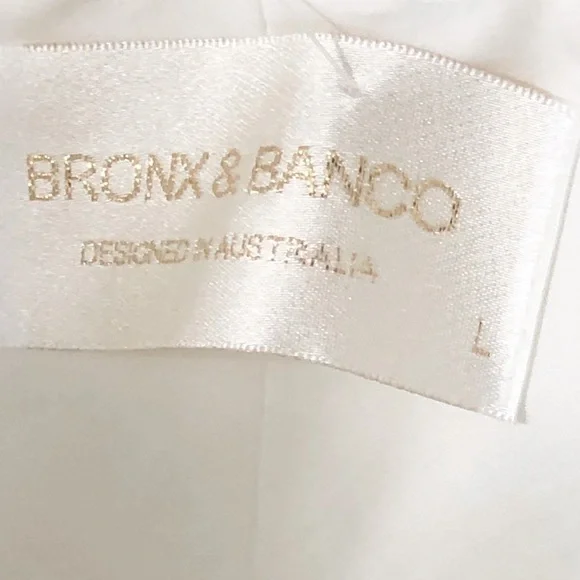 BRONX & BANCO
DESIGNED IN AUSTRALIA
L